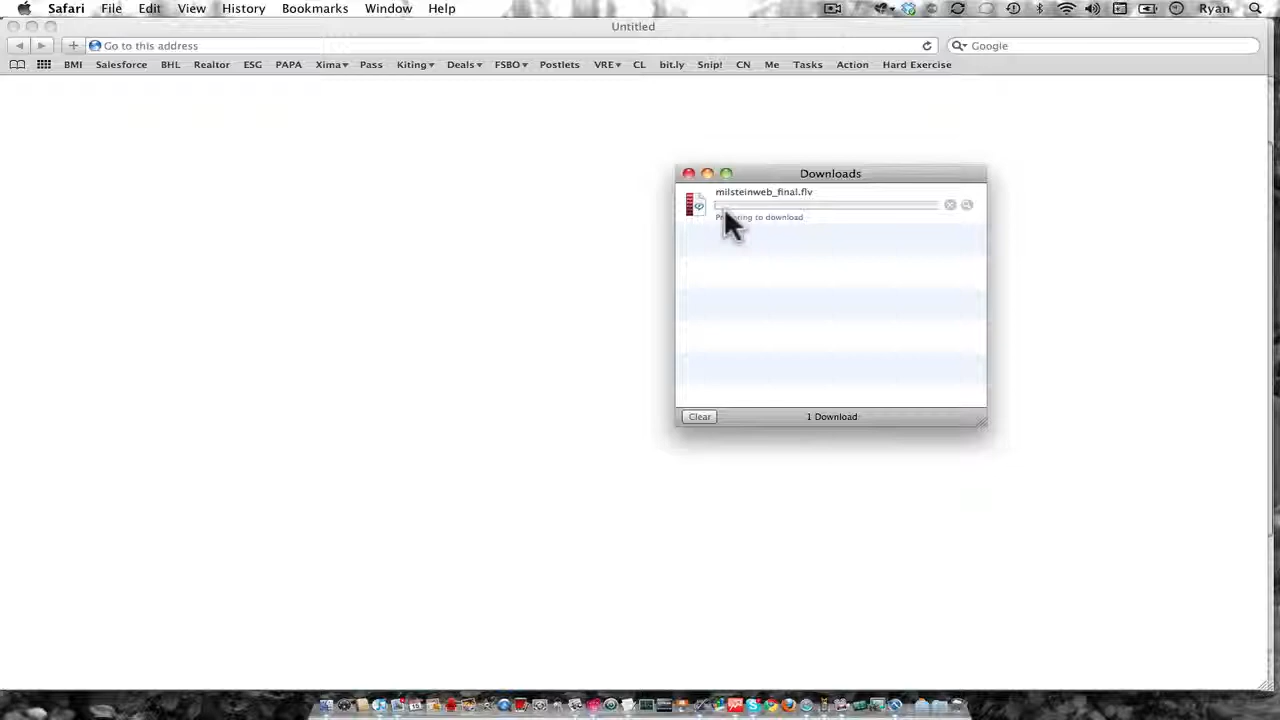 Safari File Edit View History Bookmarks Window Help Ryan
Untitled
Go to this address Google
BMI Salesforce BHL Realtor ESG PAPA Xima Pass Kiting Deals FSBO Postlets VRE CL bit.ly Snip! CN Me Tasks Action Hard Exercise
Downloads
milsteinweb_final.flv
to download
Clear 1 Download